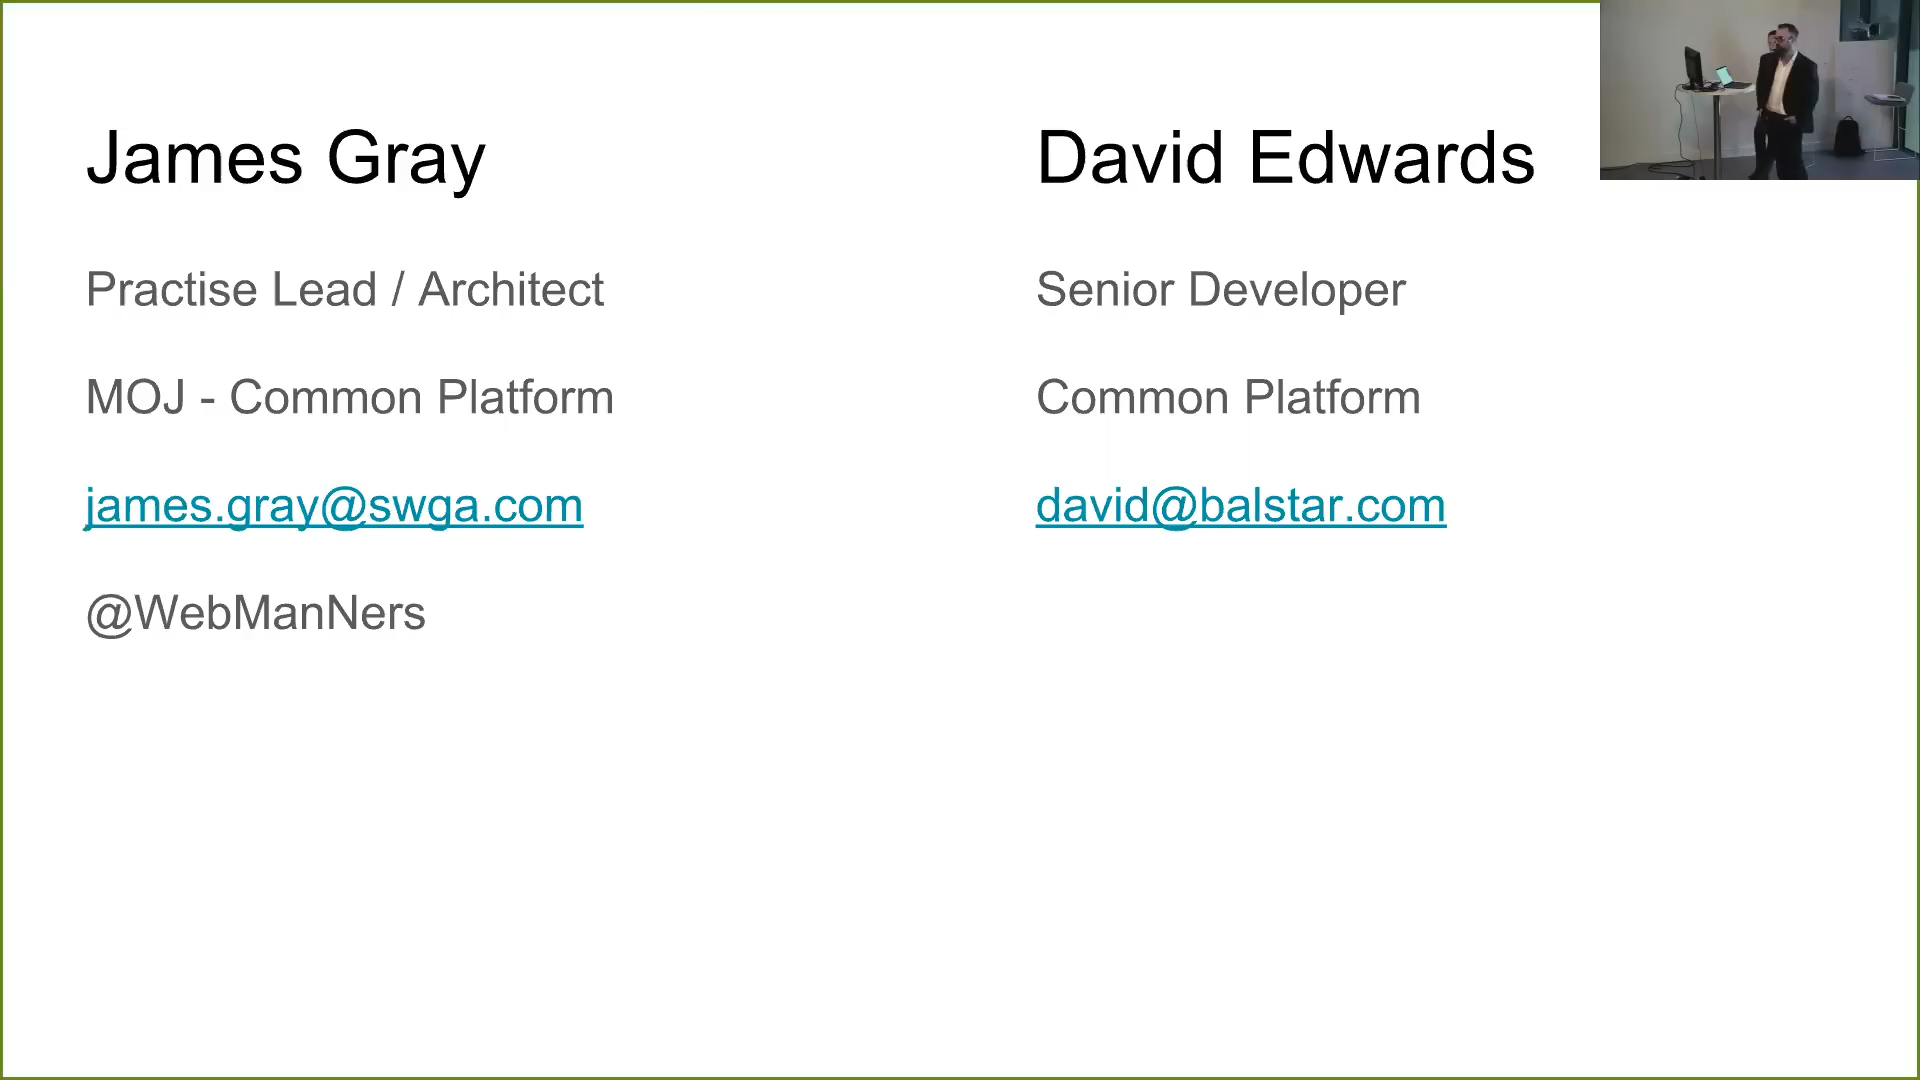 James Gray
Practise Lead / Architect
MOJ - Common Platform
james.gray@swga.com
@WebManNers
David Edwards
Senior Developer
Common Platform
david@balstar.com